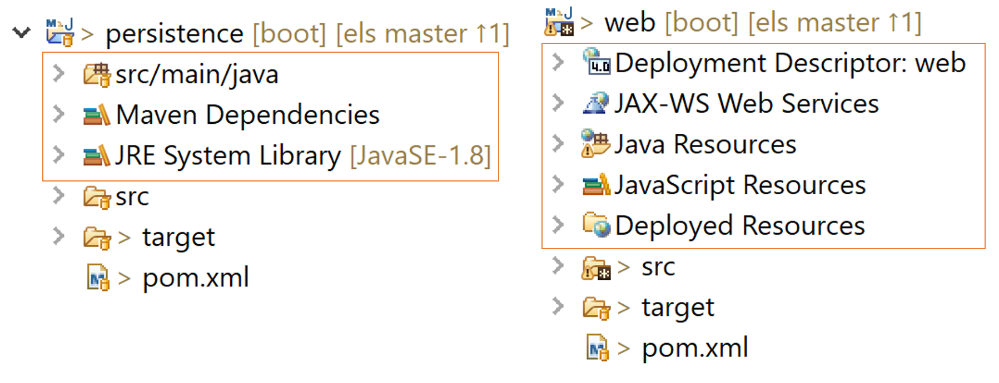 > persistence [boot] [els master ↑1]
src/main/java
Maven Dependencies
JRE System Library [JavaSE-1.8]
src
> target
> pom.xml
> web [boot] [els master ↑1]
Deployment Descriptor: web
JAX-WS Web Services
Java Resources
JavaScript Resources
Deployed Resources
> src
> target
> pom.xml